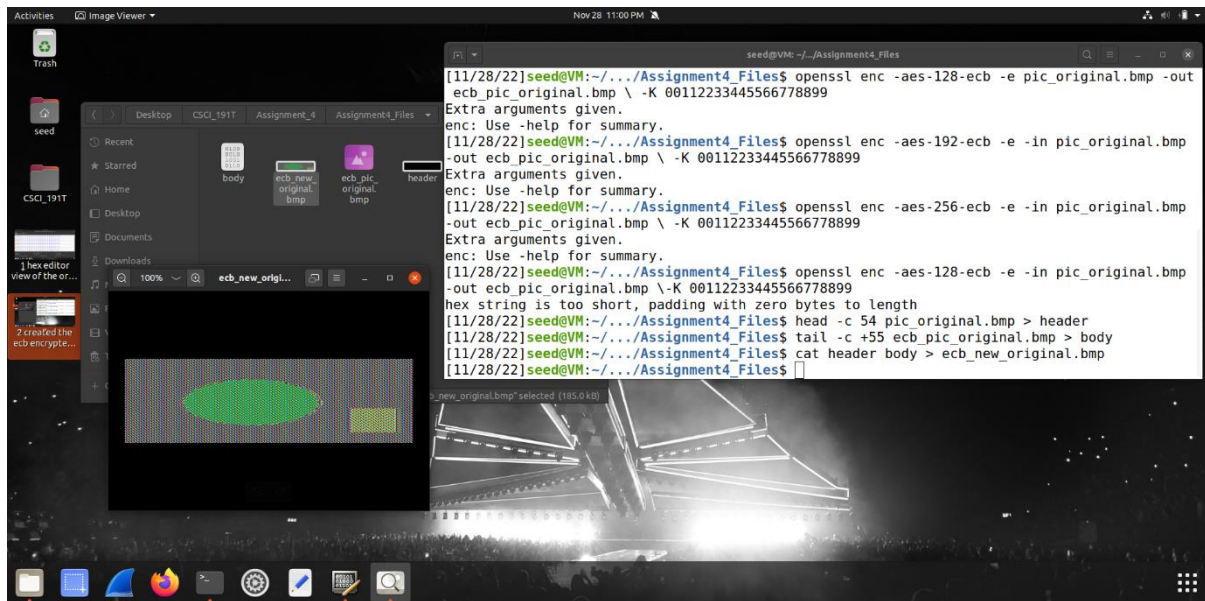 Activities Image Viewer Nov 28 11:00 PM
Trash
seed
CSCI_191T
1 hex editor
view of the or...
2 created the
ecb encrypte...
Desktop CSCI_191T Assignment_4 Assignment4_Files
Recent
Starred
Home
Desktop
Documents
Downloads
body
ecb_new_
original.
bmp
ecb_pic_
original.
bmp
header
100% ecb_new_origi...
_new_original.bmp" selected (185.0 kB)
seed@VM: ~/.../Assignment4_Files
[11/28/22]seed@VM:~/.../Assignment4_Files$ openssl enc -aes-128-ecb -e pic_original.bmp -out
ecb_pic_original.bmp \ -K 00112233445566778899
Extra arguments given.
enc: Use -help for summary.
[11/28/22]seed@VM:~/.../Assignment4_Files$ openssl enc -aes-192-ecb -e -in pic_original.bmp
-out ecb_pic_original.bmp \ -K 00112233445566778899
Extra arguments given.
enc: Use -help for summary.
[11/28/22]seed@VM:~/.../Assignment4_Files$ openssl enc -aes-256-ecb -e -in pic_original.bmp
-out ecb_pic_original.bmp \ -K 00112233445566778899
Extra arguments given.
enc: Use -help for summary.
[11/28/22]seed@VM:~/.../Assignment4_Files$ openssl enc -aes-128-ecb -e -in pic_original.bmp
-out ecb_pic_original.bmp \-K 00112233445566778899
hex string is too short, padding with zero bytes to length
[11/28/22]seed@VM:~/.../Assignment4_Files$ head -c 54 pic_original.bmp > header
[11/28/22]seed@VM:~/.../Assignment4_Files$ tail -c +55 ecb_pic_original.bmp > body
[11/28/22]seed@VM:~/.../Assignment4_Files$ cat header body > ecb_new_original.bmp
[11/28/22]seed@VM:~/.../Assignment4_Files$